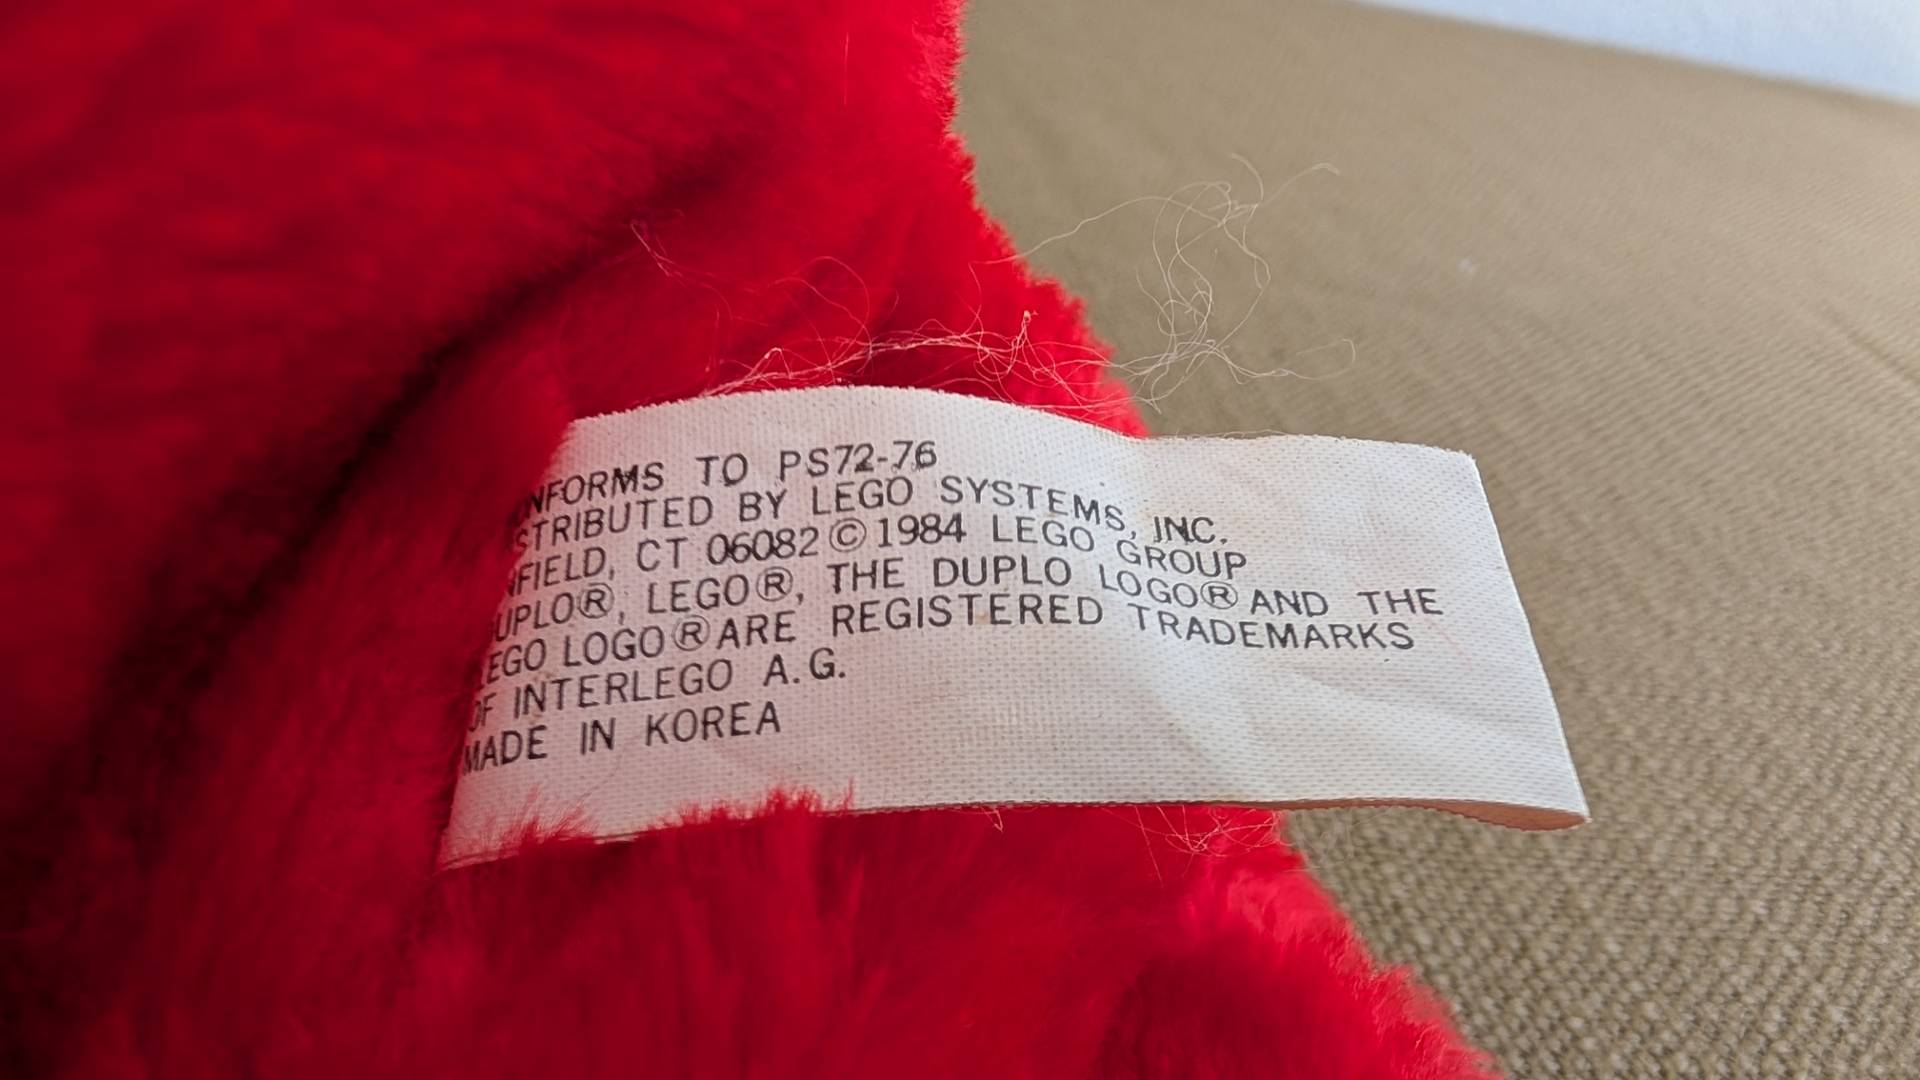 NFORMS TO PS72-76
STRIBUTED BY LEGO SYSTEMS, INC.
NFIELD, CT 06082 © 1984 LEGO GROUP
UPLO®, LEGO®, THE DUPLO LOGO® AND THE
LEGO LOGO® ARE REGISTERED TRADEMARKS
OF INTERLEGO A.G.
MADE IN KOREA